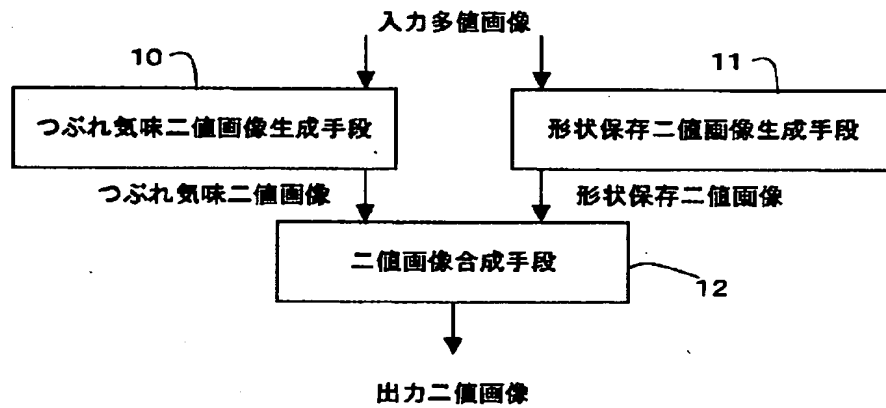 入力多値画像
10
11
つぶれ気味二値画像生成手段
形状保存二値画像生成手段
つぶれ気味二値画像
形状保存二値画像
二値画像合成手段
12
出力二値画像